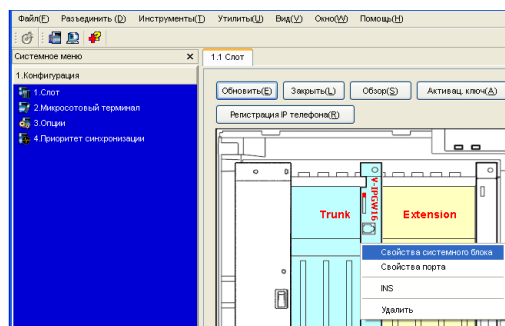 Файл(F) Разъединить (D) Инструменты(T) Утилиты(U) Вид(V) Окно(W) Помощь(H)
Системное меню
1.1 Слот
1.Конфигурация
1.Слот
2.Микросотовый терминал
3.Опции
4.Приоритет синхронизации
Обновить(E) Закрыть(L) Обзор(S) Активац. ключ(A)
Регистрация IP телефона(R)
V-IPGW16
Trunk Extension
Свойства системного блока
Свойства порта
INS
Удалить